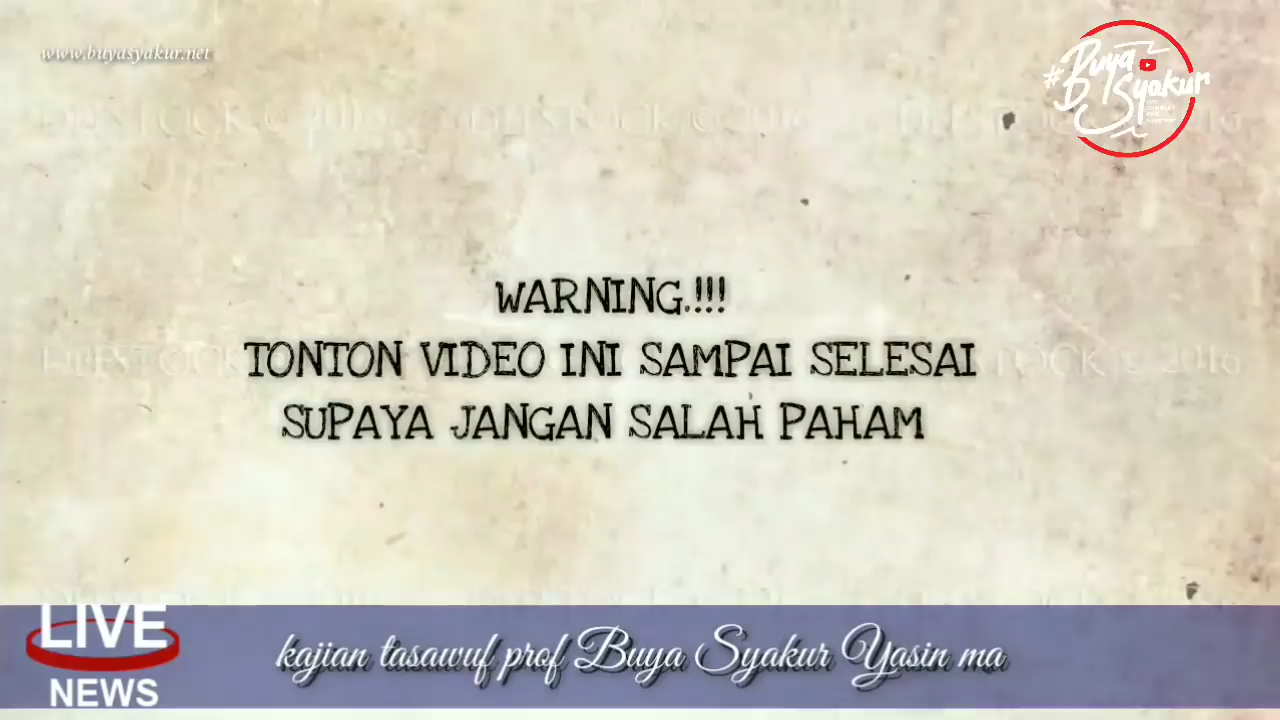 www.buyasyakur.net
#Buya Syakur
WARNING.!!!
TONTON VIDEO INI SAMPAI SELESAI
SUPAYA JANGAN SALAH PAHAM
LIVE
NEWS
kajian tasawuf prof Buya Syakur Yasin ma